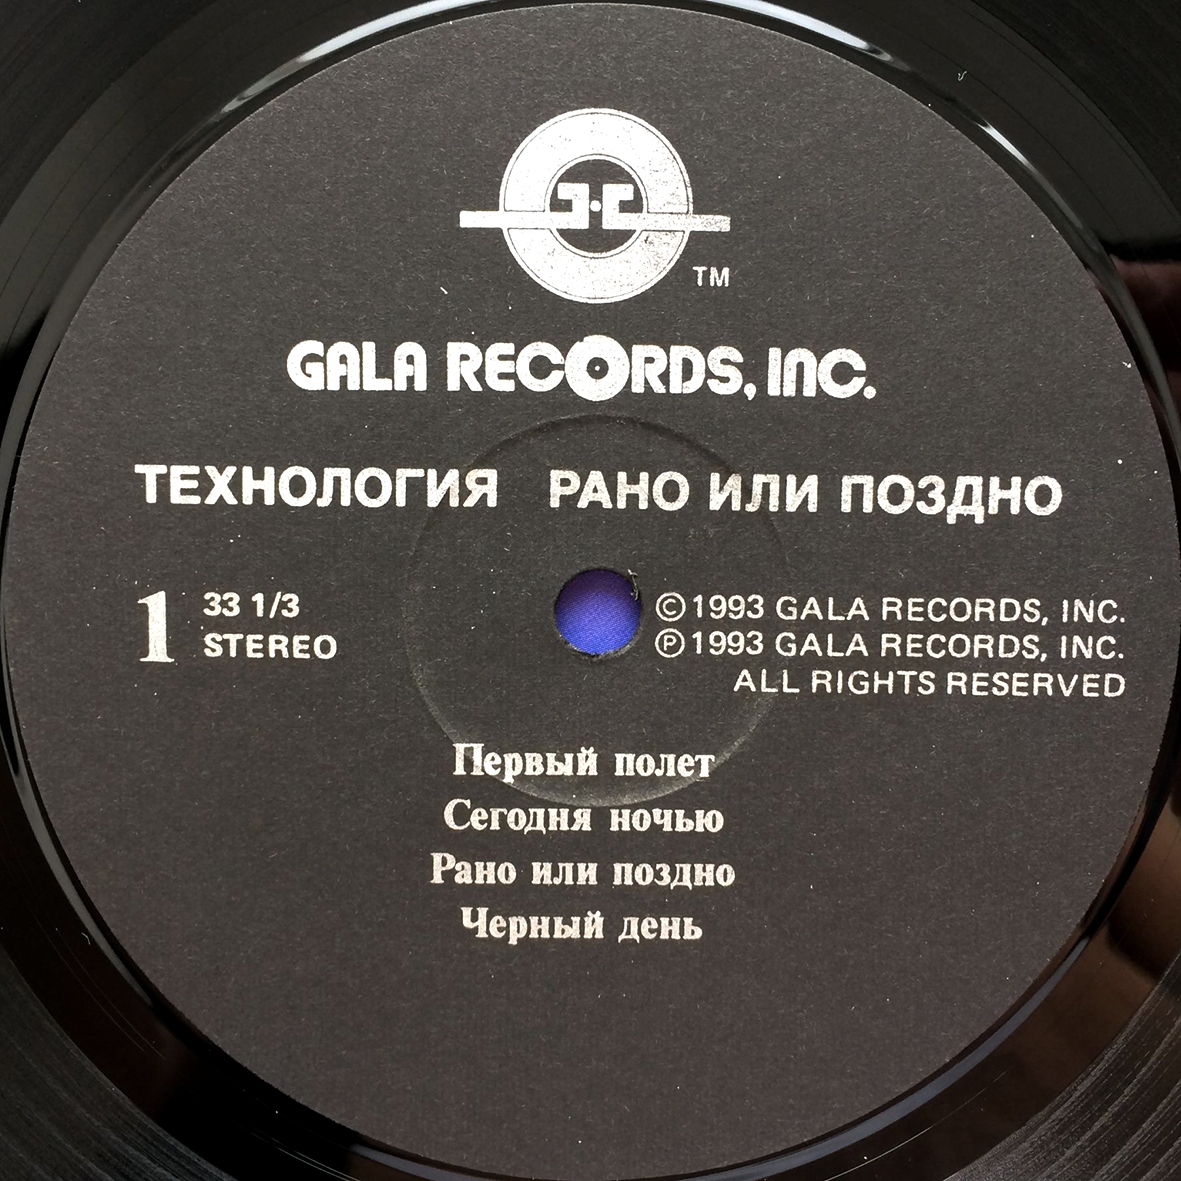 TM
GALA RECORDS, INC.
ТЕХНОЛОГИЯ РАНО ИЛИ ПОЗДНО
1
33 1/3
STEREO
©1993 GALA RECORDS, INC.
℗1993 GALA RECORDS, INC.
ALL RIGHTS RESERVED
Первый полет
Сегодня ночью
Рано или поздно
Черный день